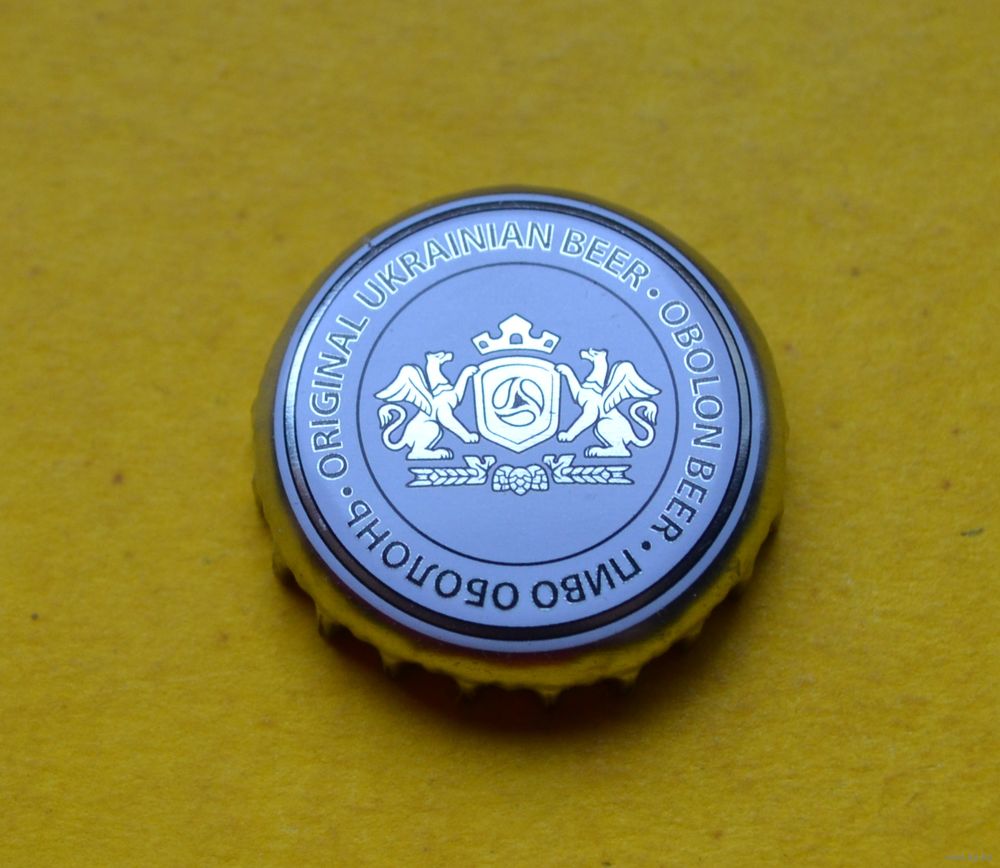 • ORIGINAL UKRAINIAN BEER • OBOLON BEER • ПИВО ОБОЛОНЬ